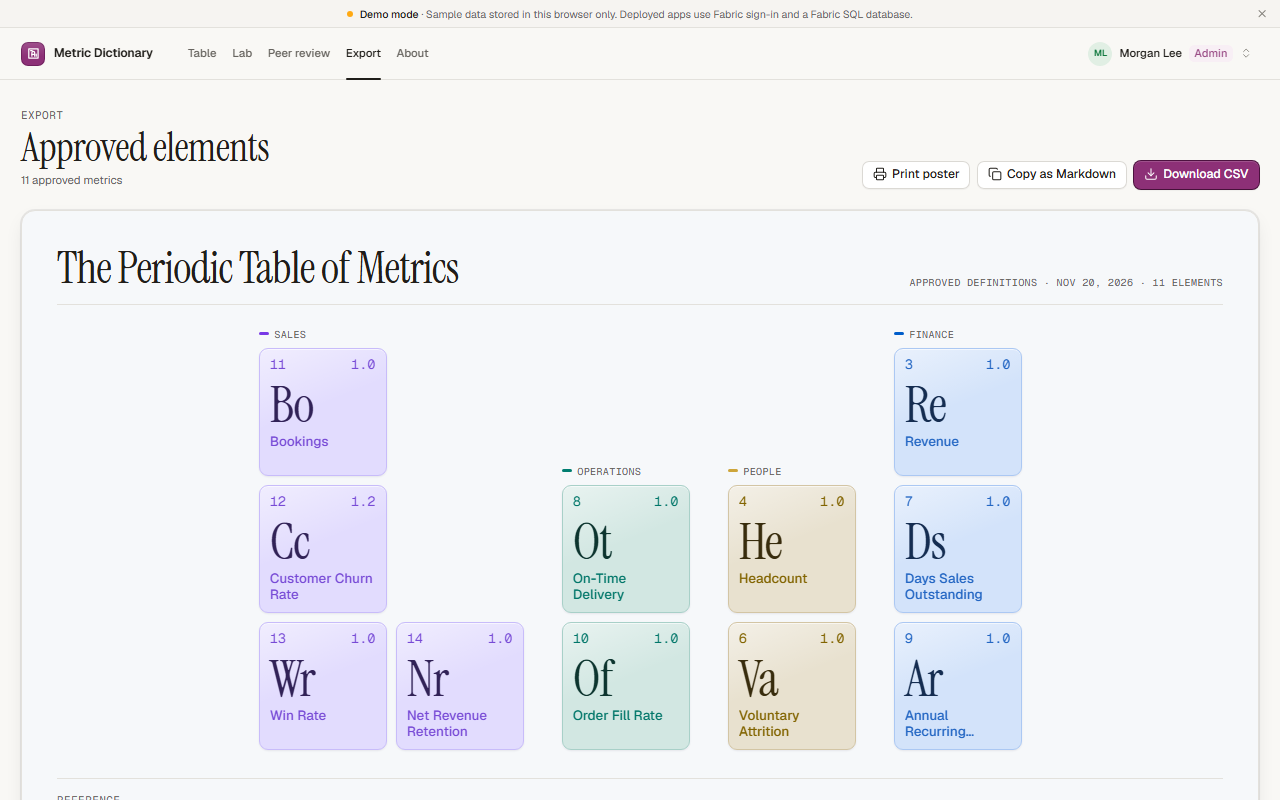 Demo mode · Sample data stored in this browser only. Deployed apps use Fabric sign-in and a Fabric SQL database.
Metric Dictionary
Table
Lab
Peer review
Export
About
ML
Morgan Lee
Admin
EXPORT
Approved elements
11 approved metrics
Print poster
Copy as Markdown
Download CSV
The Periodic Table of Metrics
APPROVED DEFINITIONS · NOV 20, 2026 · 11 ELEMENTS
SALES
FINANCE
11 1.0
Bo
Bookings
3 1.0
Re
Revenue
OPERATIONS
PEOPLE
12 1.2
Cc
Customer Churn
Rate
8 1.0
Ot
On-Time
Delivery
4 1.0
He
Headcount
7 1.0
Ds
Days Sales
Outstanding
13 1.0
Wr
Win Rate
14 1.0
Nr
Net Revenue
Retention
10 1.0
Of
Order Fill Rate
6 1.0
Va
Voluntary
Attrition
9 1.0
Ar
Annual
Recurring…
REFERENCE